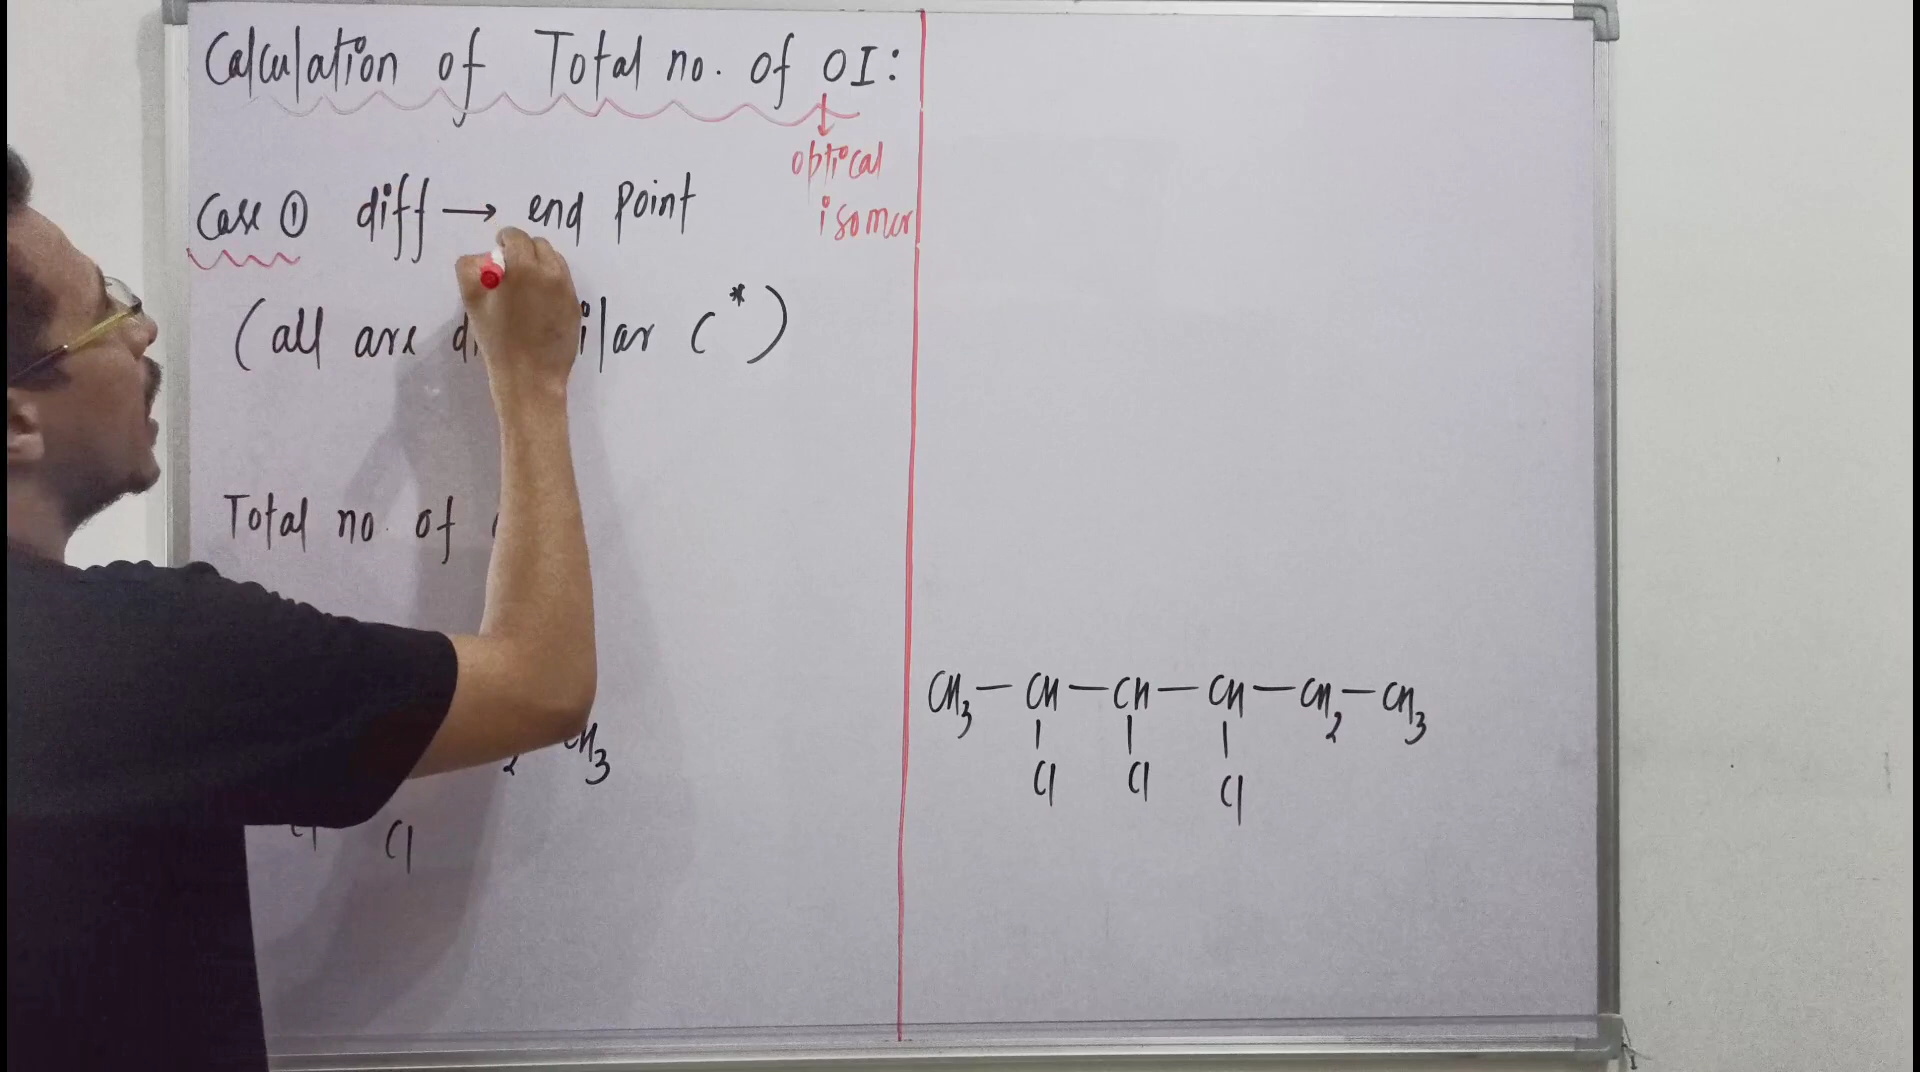 Calculation of Total no. of OI:
optical
isomer
Case ① diff → end Point
(all are C*)
Total no. of
CH3
Cl Cl
CH3 — CH — CH — CH — CH2 — CH3
Cl Cl Cl